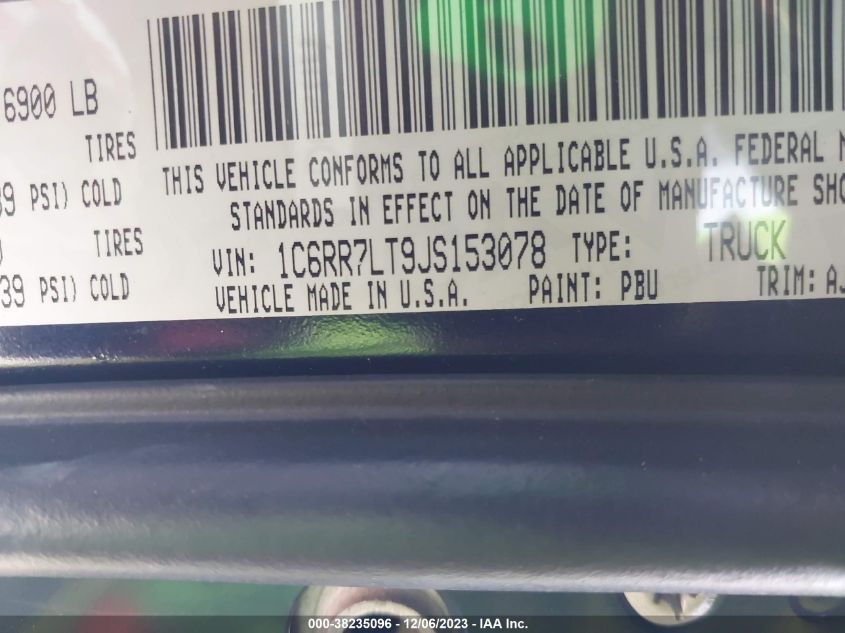 6900 LB
TIRES
39 PSI) COLD
THIS VEHICLE CONFORMS TO ALL APPLICABLE U.S.A. FEDERAL
STANDARDS IN EFFECT ON THE DATE OF MANUFACTURE
TIRES
VIN: 1C6RR7LT9JS153078 TYPE: TRUCK
39 PSI) COLD
VEHICLE MADE IN U.S.A. PAINT: PBU TRIM: AJ
000-38235096 - 12/06/2023 - IAA Inc.